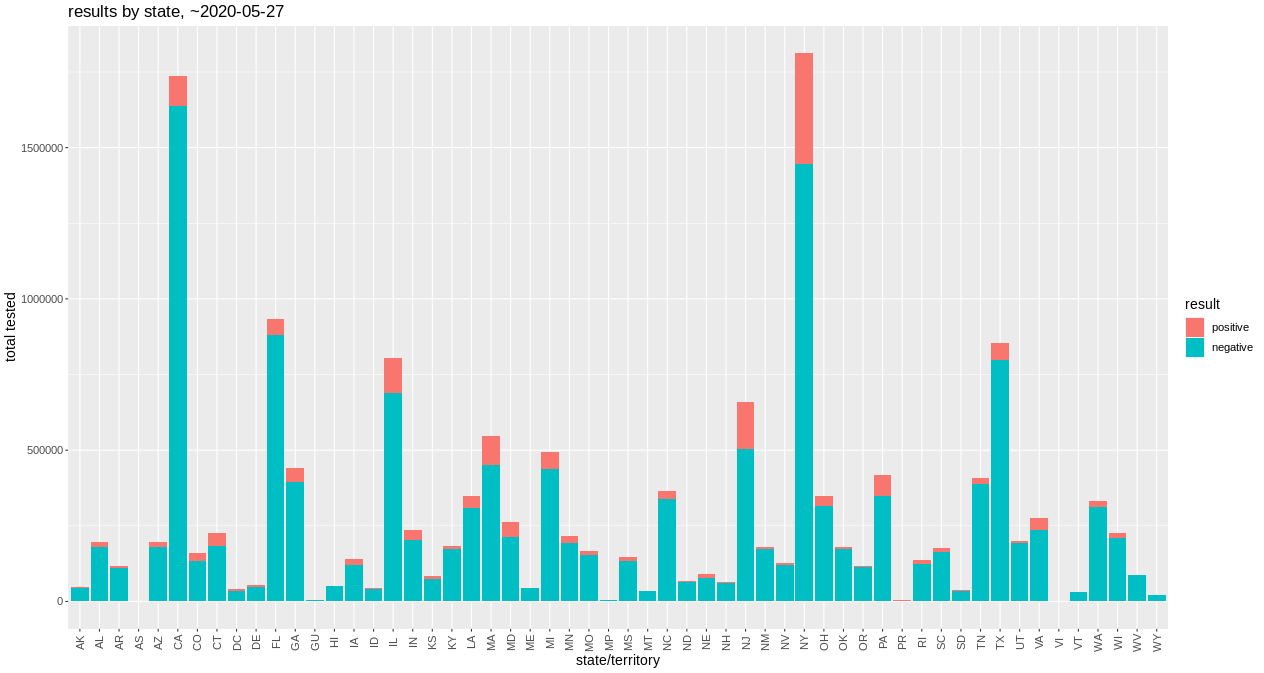 results by state, ~2020-05-27
total tested
1500000
1000000
500000
0
AK AL AR AS AZ CA CO CT DC DE FL GA GU HI IA ID IL IN KS KY LA MA MD ME MI MN MO MP MS MT NC ND NE NH NJ NM NV NY OH OK OR PA PR RI SC SD TN TX UT VA VI VT WA WI WV WY
state/territory
result
positive
negative